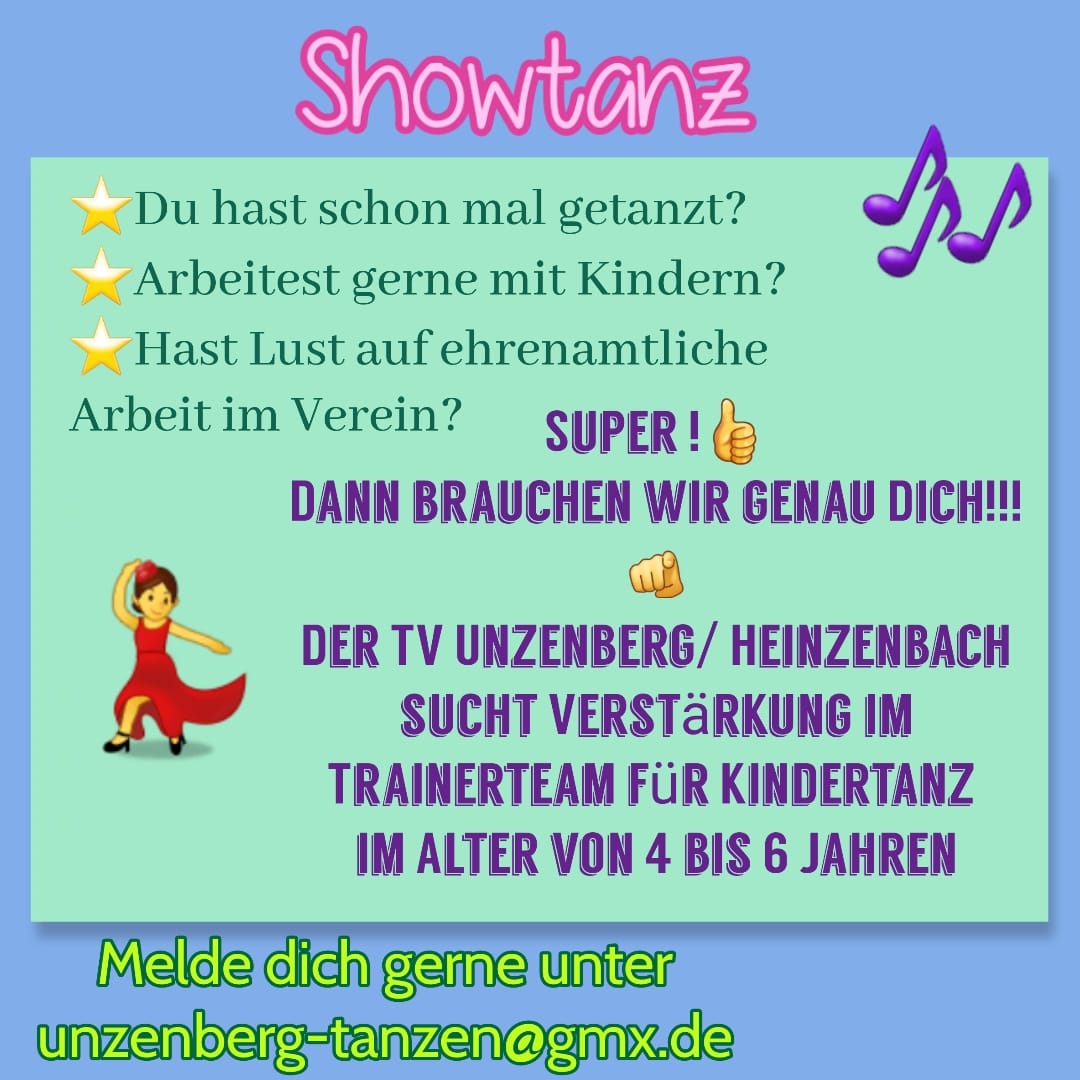 Showtanz
⭐Du hast schon mal getanzt?
⭐Arbeitest gerne mit Kindern?
⭐Hast Lust auf ehrenamtliche
Arbeit im Verein?
SUPER !👍
DANN BRAUCHEN WIR GENAU DICH!!!
🫵
DER TV UNZENBERG/ HEINZENBACH
SUCHT VERSTäRKUNG IM
TRAINERTEAM FüR KINDERTANZ
IM ALTER VON 4 BIS 6 JAHREN
Melde dich gerne unter
unzenberg-tanzen@gmx.de